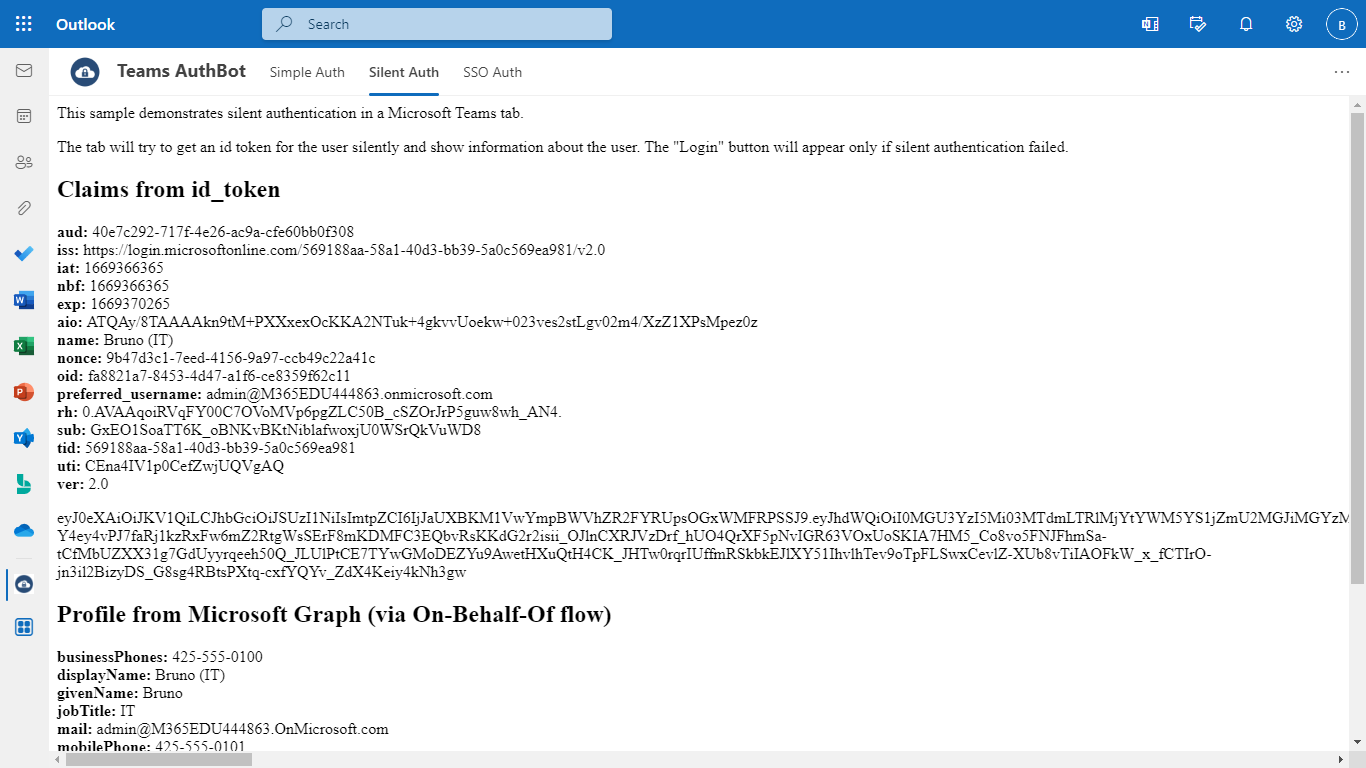 Outlook
Search
B
Teams AuthBot
Simple Auth
Silent Auth
SSO Auth
This sample demonstrates silent authentication in a Microsoft Teams tab.
The tab will try to get an id token for the user silently and show information about the user. The "Login" button will appear only if silent authentication failed.
Claims from id_token
aud: 40e7c292-717f-4e26-ac9a-cfe60bb0f308
iss: https://login.microsoftonline.com/569188aa-58a1-40d3-bb39-5a0c569ea981/v2.0
iat: 1669366365
nbf: 1669366365
exp: 1669370265
aio: ATQAy/8TAAAAkn9tM+PXXxexOcKKA2NTuk+4gkvvUoekw+023ves2stLgv02m4/XzZ1XPsMpez0z
name: Bruno (IT)
nonce: 9b47d3c1-7eed-4156-9a97-ccb49c22a41c
oid: fa8821a7-8453-4d47-a1f6-ce8359f62c11
preferred_username: admin@M365EDU444863.onmicrosoft.com
rh: 0.AVAAqoiRVqFY00C7OVoMVp6pgZLC50B_cSZOrJrP5guw8wh_AN4.
sub: GxEO1SoaTT6K_oBNKvBKtNiblafwoxjU0WSrQkVuWD8
tid: 569188aa-58a1-40d3-bb39-5a0c569ea981
uti: CEna4IV1p0CefZwjUQVgAQ
ver: 2.0
eyJ0eXAiOiJKV1QiLCJhbGciOiJSUzI1NiIsImtpZCI6IjJaUXBKM1VwYmpBWVhZR2FYRUpsOGxWMFRPSSJ9.eyJhdWQiOiI0MGU3YzI5Mi03MTdmLTRlMjYtYWM5YS1jZmU2MGJiMGYzM
Y4ey4vPJ7faRj1kzRxFw6mZ2RtgWsSErF8mKDMFC3EQbvRsKKdG2r2isii_OJlnCXRJVzDrf_hUO4QrXF5pNvIGR63VOxUoSKIA7HM5_Co8vo5FNJFhmSa-
tCfMbUZXX31g7GdUyyrqeeh50Q_JLUlPtCE7TYwGMoDEZYu9AwetHXuQtH4CK_JHTw0rqrIUffmRSkbkEJlXY51IhvlhTev9oTpFLSwxCevlZ-XUb8vTiIAOFkW_x_fCTIrO-
jn3il2BizyDS_G8sg4RBtsPXtq-cxfYQYv_ZdX4Keiy4kNh3gw
Profile from Microsoft Graph (via On-Behalf-Of flow)
businessPhones: 425-555-0100
displayName: Bruno (IT)
givenName: Bruno
jobTitle: IT
mail: admin@M365EDU444863.OnMicrosoft.com
mobilePhone: 425-555-0101